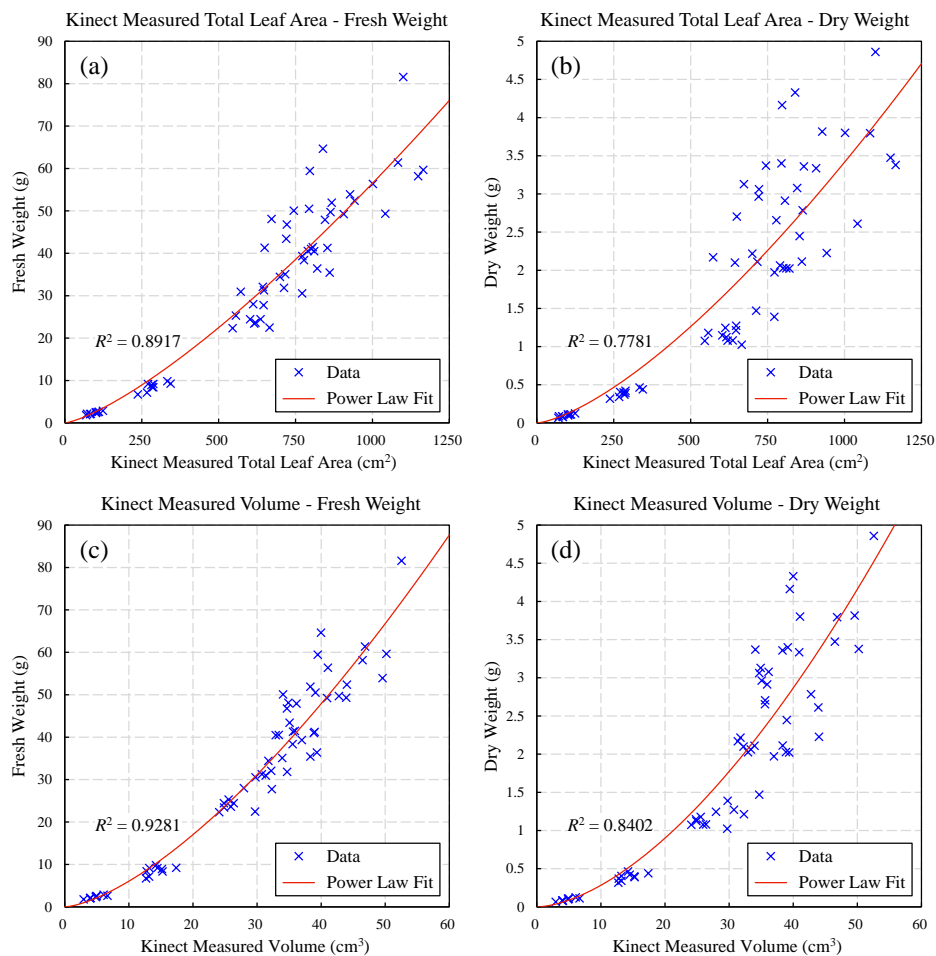 Kinect Measured Total Leaf Area - Fresh Weight
(a)
90
80
70
60
50
40
30
20
10
0
Fresh Weight (g)
R² = 0.8917
Data
Power Law Fit
0 250 500 750 1000 1250
Kinect Measured Total Leaf Area (cm²)
Kinect Measured Total Leaf Area - Dry Weight
(b)
5
4.5
4
3.5
3
2.5
2
1.5
1
0.5
0
Dry Weight (g)
R² = 0.7781
Data
Power Law Fit
0 250 500 750 1000 1250
Kinect Measured Total Leaf Area (cm²)
Kinect Measured Volume - Fresh Weight
(c)
90
80
70
60
50
40
30
20
10
0
Fresh Weight (g)
R² = 0.9281
Data
Power Law Fit
0 10 20 30 40 50 60
Kinect Measured Volume (cm³)
Kinect Measured Volume - Dry Weight
(d)
5
4.5
4
3.5
3
2.5
2
1.5
1
0.5
0
Dry Weight (g)
R² = 0.8402
Data
Power Law Fit
0 10 20 30 40 50 60
Kinect Measured Volume (cm³)